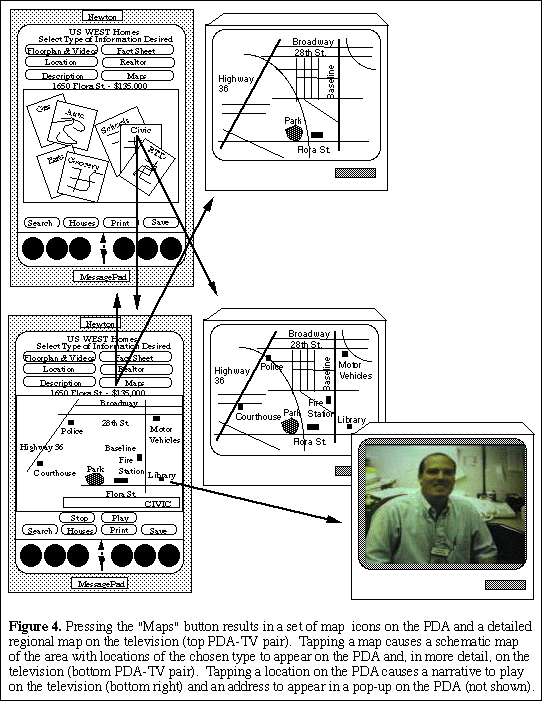 Newton
US WEST Homes
Select Type of Information Desired
Floorplan & Videos Fact Sheet
Location Realtor
Description Maps
1650 Flora St. - $135,000
Gas
Auto
Schools
Civic
RTD
Eats
Grocery
Search Houses Print Save
MessagePad
Broadway
28th St.
Highway
36
Baseline
Park
Flora St.
Newton
US WEST Homes
Select Type of Information Desired
Floorplan & Videos Fact Sheet
Location Realtor
Description Maps
1650 Flora St. - $135,000
Broadway
28th St.
Motor
Vehicles
Police
Highway 36
Baseline
Fire
Station
Courthouse
Park
Library
Flora St.
CIVIC
Stop Play
Search Houses Print Save
MessagePad
Broadway
28th St.
Highway
36
Police
Baseline
Motor
Vehicles
Fire
Station
Courthouse
Park
Library
Flora St.
Figure 4. Pressing the "Maps" button results in a set of map icons on the PDA and a detailed
regional map on the television (top PDA-TV pair). Tapping a map causes a schematic map
of the area with locations of the chosen type to appear on the PDA and, in more detail, on the
television (bottom PDA-TV pair). Tapping a location on the PDA causes a narrative to play
on the television (bottom right) and an address to appear in a pop-up on the PDA (not shown).